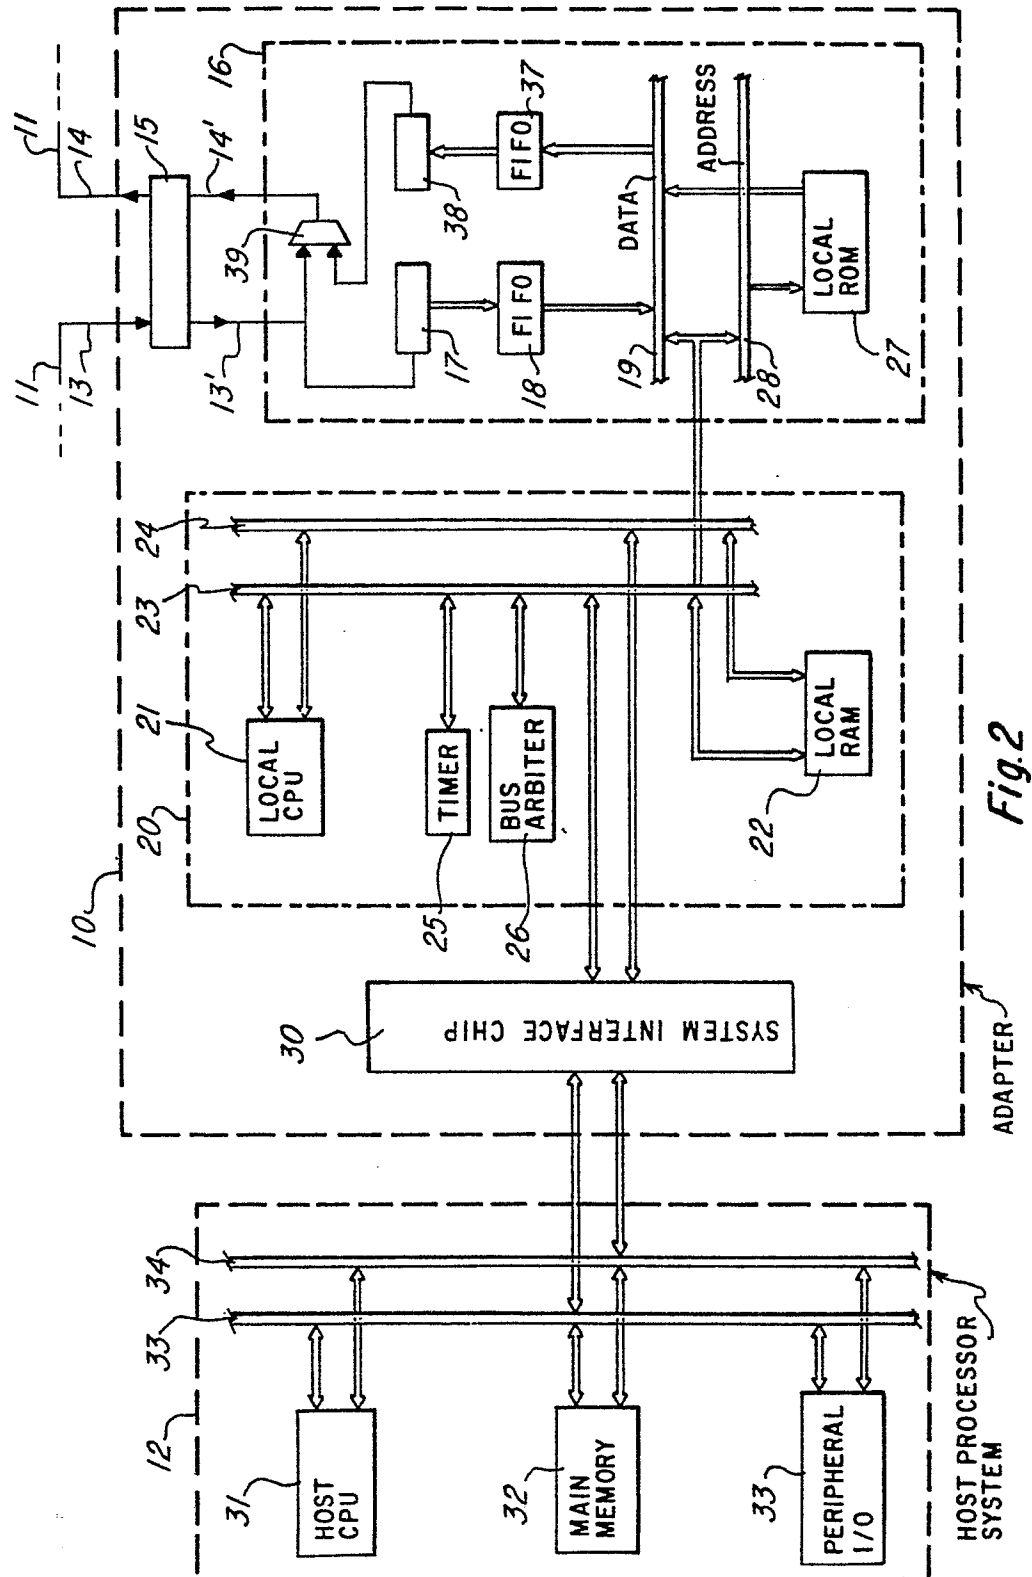 11
14
11
13
15
14'
13'
16
39
38
FIFO
37
17
FIFO
18
DATA
19
ADDRESS
28
LOCAL
ROM
27
10
20
24
23
21
LOCAL
CPU
TIMER
25
BUS
ARBITER
26
LOCAL
RAM
22
30
SYSTEM INTERFACE CHIP
ADAPTER
12
34
33
31
HOST
CPU
32
MAIN
MEMORY
33
PERIPHERAL
I/O
HOST PROCESSOR
SYSTEM
Fig.2